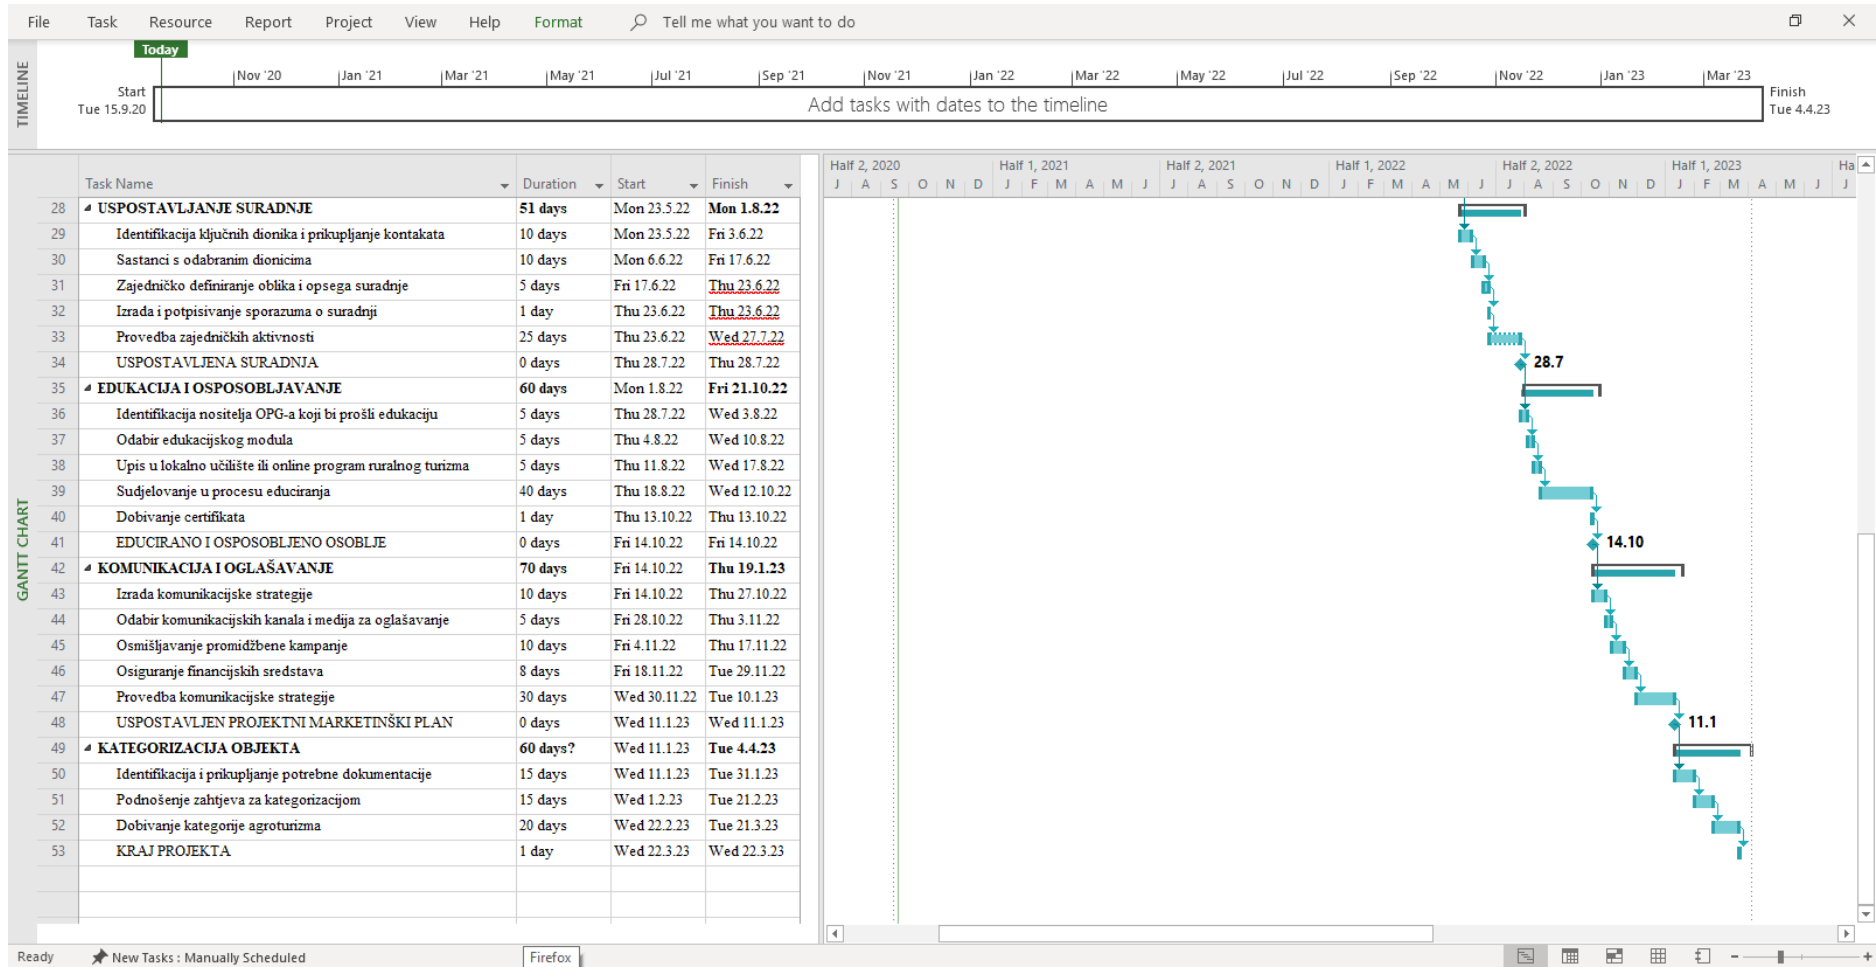 File Task Resource Report Project View Help Format Tell me what you want to do
Today
TIMELINE
Nov '20 Jan '21 Mar '21 May '21 Jul '21 Sep '21 Nov '21 Jan '22 Mar '22 May '22 Jul '22 Sep '22 Nov '22 Jan '23 Mar '23
Start
Tue 15.9.20
Add tasks with dates to the timeline
Finish
Tue 4.4.23
GANTT CHART
Task Name Duration Start Finish
28 USPOSTAVLJANJE SURADNJE 51 days Mon 23.5.22 Mon 1.8.22
29 Identifikacija ključnih dionika i prikupljanje kontakata 10 days Mon 23.5.22 Fri 3.6.22
30 Sastanci s odabranim dionicima 10 days Mon 6.6.22 Fri 17.6.22
31 Zajedničko definiranje oblika i opsega suradnje 5 days Fri 17.6.22 Thu 23.6.22
32 Izrada i potpisivanje sporazuma o suradnji 1 day Thu 23.6.22 Thu 23.6.22
33 Provedba zajedničkih aktivnosti 25 days Thu 23.6.22 Wed 27.7.22
34 USPOSTAVLJENA SURADNJA 0 days Thu 28.7.22 Thu 28.7.22
35 EDUKACIJA I OSPOSOBLJAVANJE 60 days Mon 1.8.22 Fri 21.10.22
36 Identifikacija nositelja OPG-a koji bi prošli edukaciju 5 days Thu 28.7.22 Wed 3.8.22
37 Odabir edukacijskog modula 5 days Thu 4.8.22 Wed 10.8.22
38 Upis u lokalno učilište ili online program ruralnog turizma 5 days Thu 11.8.22 Wed 17.8.22
39 Sudjelovanje u procesu educiranja 40 days Thu 18.8.22 Wed 12.10.22
40 Dobivanje certifikata 1 day Thu 13.10.22 Thu 13.10.22
41 EDUCIRANO I OSPOSOBLJENO OSOBLJE 0 days Fri 14.10.22 Fri 14.10.22
42 KOMUNIKACIJA I OGLAŠAVANJE 70 days Fri 14.10.22 Thu 19.1.23
43 Izrada komunikacijske strategije 10 days Fri 14.10.22 Thu 27.10.22
44 Odabir komunikacijskih kanala i medija za oglašavanje 5 days Fri 28.10.22 Thu 3.11.22
45 Osmišljavanje promidžbene kampanje 10 days Fri 4.11.22 Thu 17.11.22
46 Osiguranje financijskih sredstava 8 days Fri 18.11.22 Tue 29.11.22
47 Provedba komunikacijske strategije 30 days Wed 30.11.22 Tue 10.1.23
48 USPOSTAVLJEN PROJEKTNI MARKETINŠKI PLAN 0 days Wed 11.1.23 Wed 11.1.23
49 KATEGORIZACIJA OBJEKTA 60 days? Wed 11.1.23 Tue 4.4.23
50 Identifikacija i prikupljanje potrebne dokumentacije 15 days Wed 11.1.23 Tue 31.1.23
51 Podnošenje zahtjeva za kategorizacijom 15 days Wed 1.2.23 Tue 21.2.23
52 Dobivanje kategorije agroturizma 20 days Wed 22.2.23 Tue 21.3.23
53 KRAJ PROJEKTA 1 day Wed 22.3.23 Wed 22.3.23
Half 2, 2020 Half 1, 2021 Half 2, 2021 Half 1, 2022 Half 2, 2022 Half 1, 2023 Ha
J A S O N D J F M A M J J A S O N D J F M A M J J A S O N D J F M A M J J
28.7
14.10
11.1
Ready New Tasks : Manually Scheduled Firefox